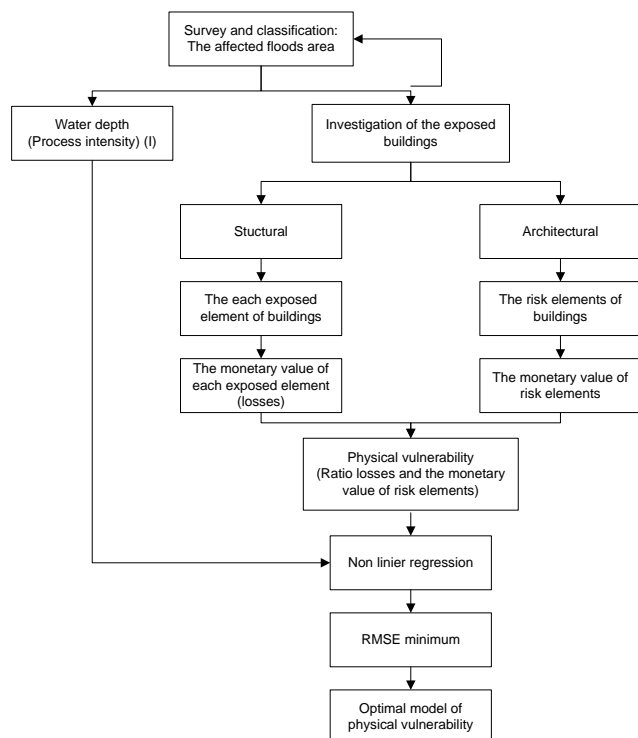 Survey and classification:
The affected floods area
Water depth
(Process intensity) (I)
Investigation of the exposed
buildings
Stuctural
Architectural
The each exposed
element of buildings
The risk elements of
buildings
The monetary value of
each exposed element
(losses)
The monetary value of
risk elements
Physical vulnerability
(Ratio losses and the monetary
value of risk elements)
Non linier regression
RMSE minimum
Optimal model of
physical vulnerability